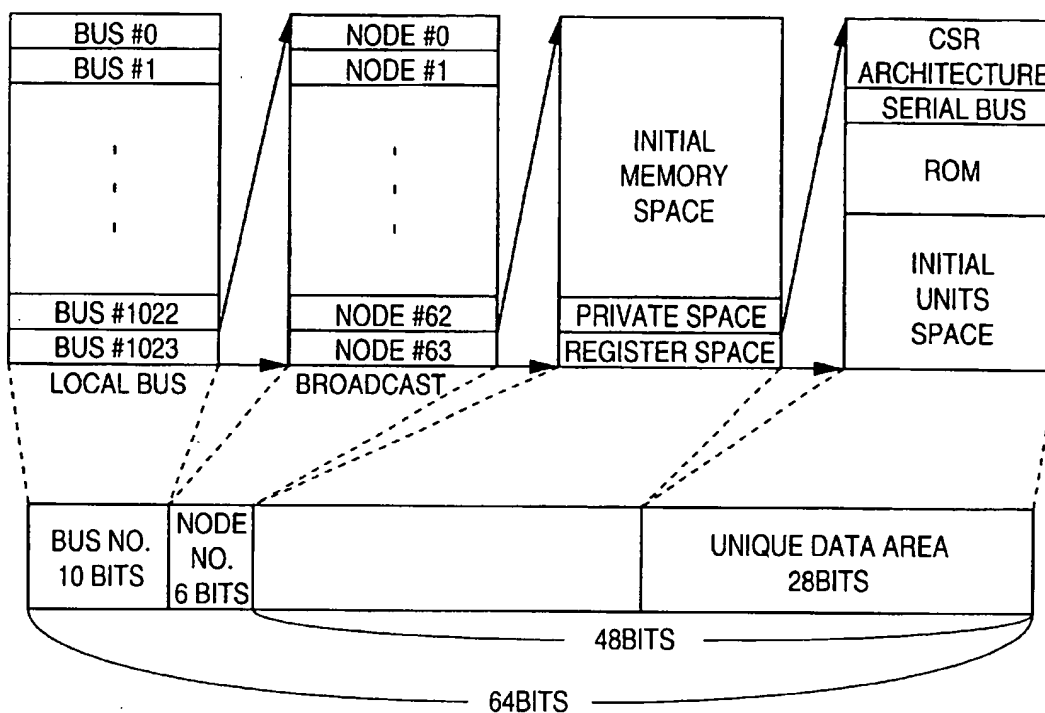 BUS #0
BUS #1
BUS #1022
BUS #1023
LOCAL BUS
NODE #0
NODE #1
NODE #62
NODE #63
BROADCAST
INITIAL
MEMORY
SPACE
PRIVATE SPACE
REGISTER SPACE
CSR
ARCHITECTURE
SERIAL BUS
ROM
INITIAL
UNITS
SPACE
BUS NO.
10 BITS
NODE
NO.
6 BITS
UNIQUE DATA AREA
28BITS
48BITS
64BITS